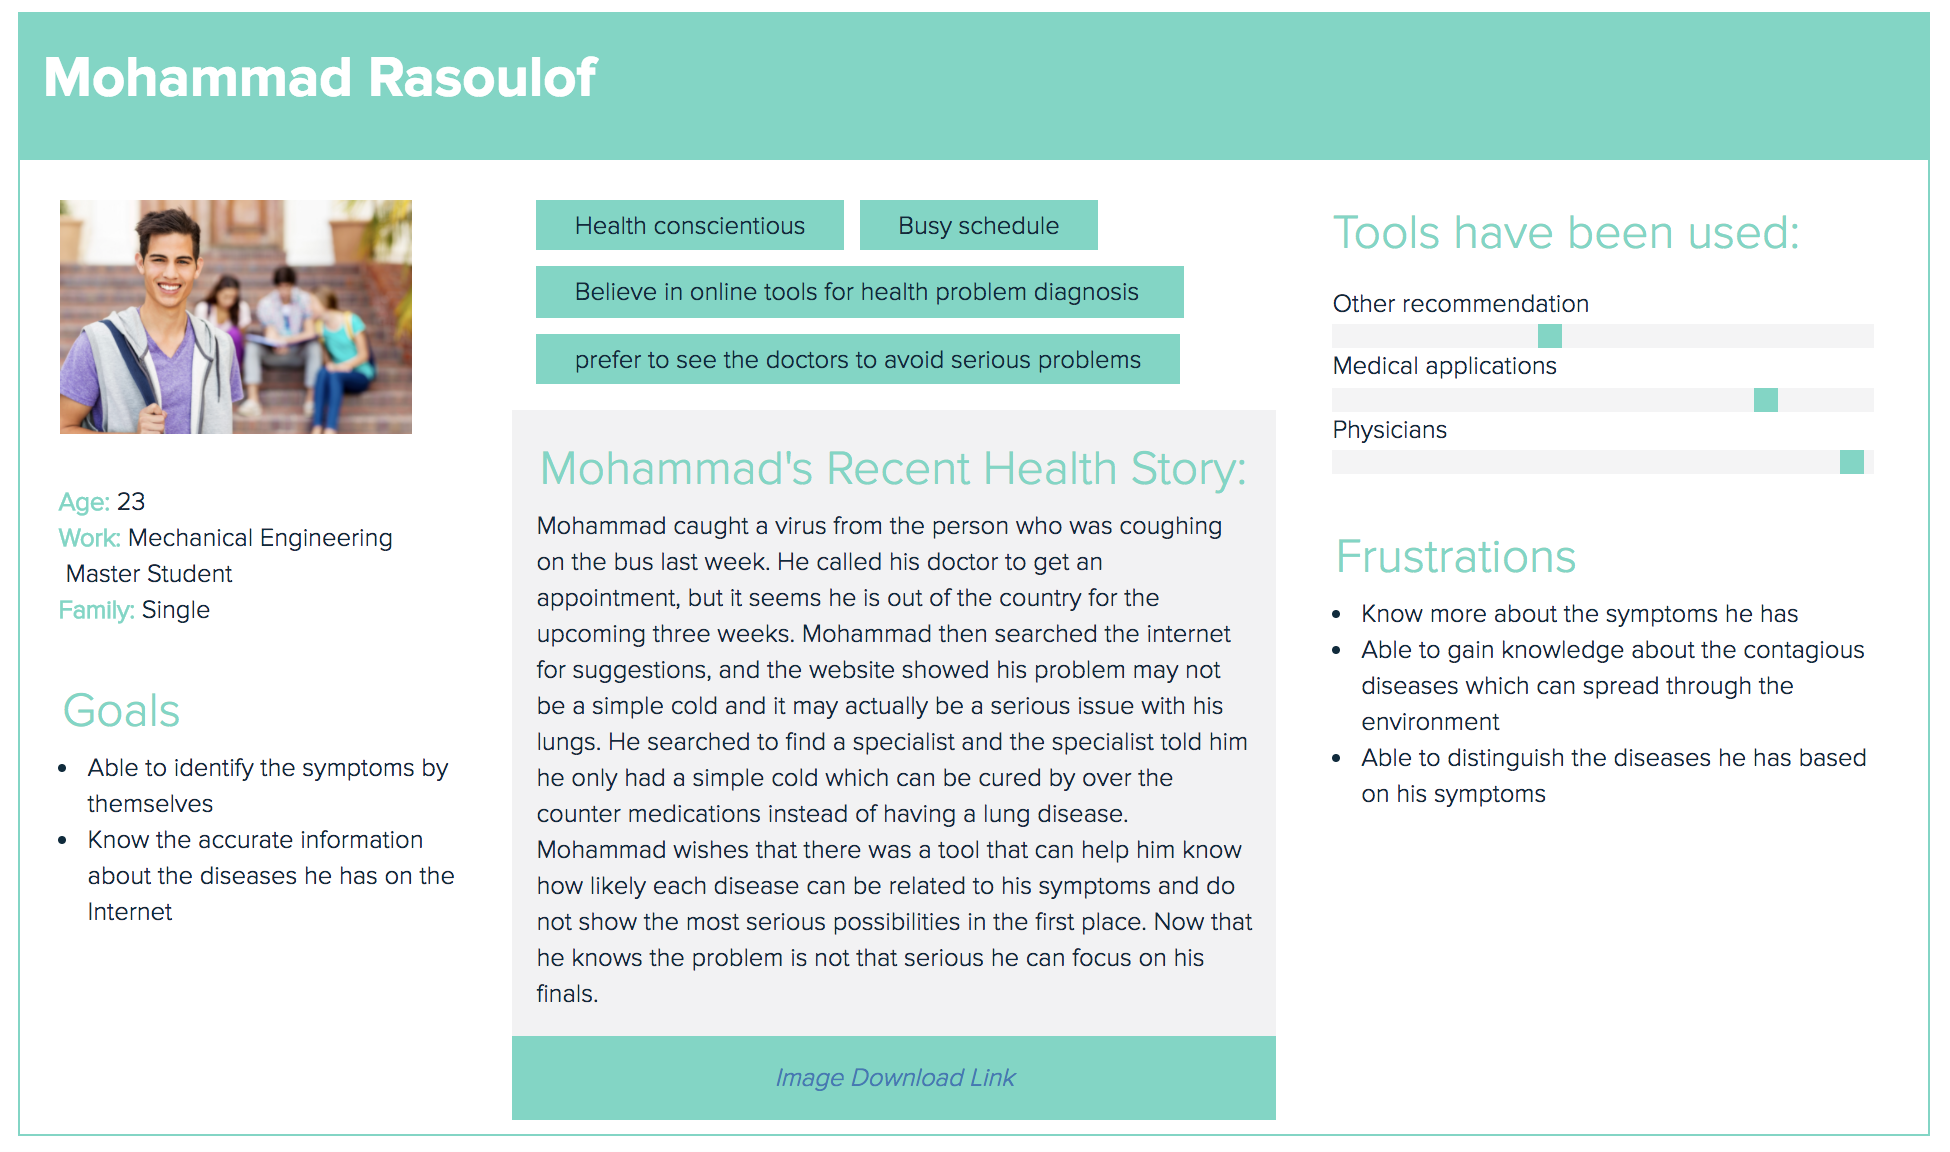 Mohammad Rasoulof
Age: 23
Work: Mechanical Engineering
Master Student
Family: Single
Goals
• Able to identify the symptoms by
themselves
• Know the accurate information
about the diseases he has on the
Internet
Health conscientious
Busy schedule
Believe in online tools for health problem diagnosis
prefer to see the doctors to avoid serious problems
Mohammad's Recent Health Story:
Mohammad caught a virus from the person who was coughing
on the bus last week. He called his doctor to get an
appointment, but it seems he is out of the country for the
upcoming three weeks. Mohammad then searched the internet
for suggestions, and the website showed his problem may not
be a simple cold and it may actually be a serious issue with his
lungs. He searched to find a specialist and the specialist told him
he only had a simple cold which can be cured by over the
counter medications instead of having a lung disease.
Mohammad wishes that there was a tool that can help him know
how likely each disease can be related to his symptoms and do
not show the most serious possibilities in the first place. Now that
he knows the problem is not that serious he can focus on his
finals.
Image Download Link
Tools have been used:
Other recommendation
Medical applications
Physicians
Frustrations
• Know more about the symptoms he has
• Able to gain knowledge about the contagious
diseases which can spread through the
environment
• Able to distinguish the diseases he has based
on his symptoms